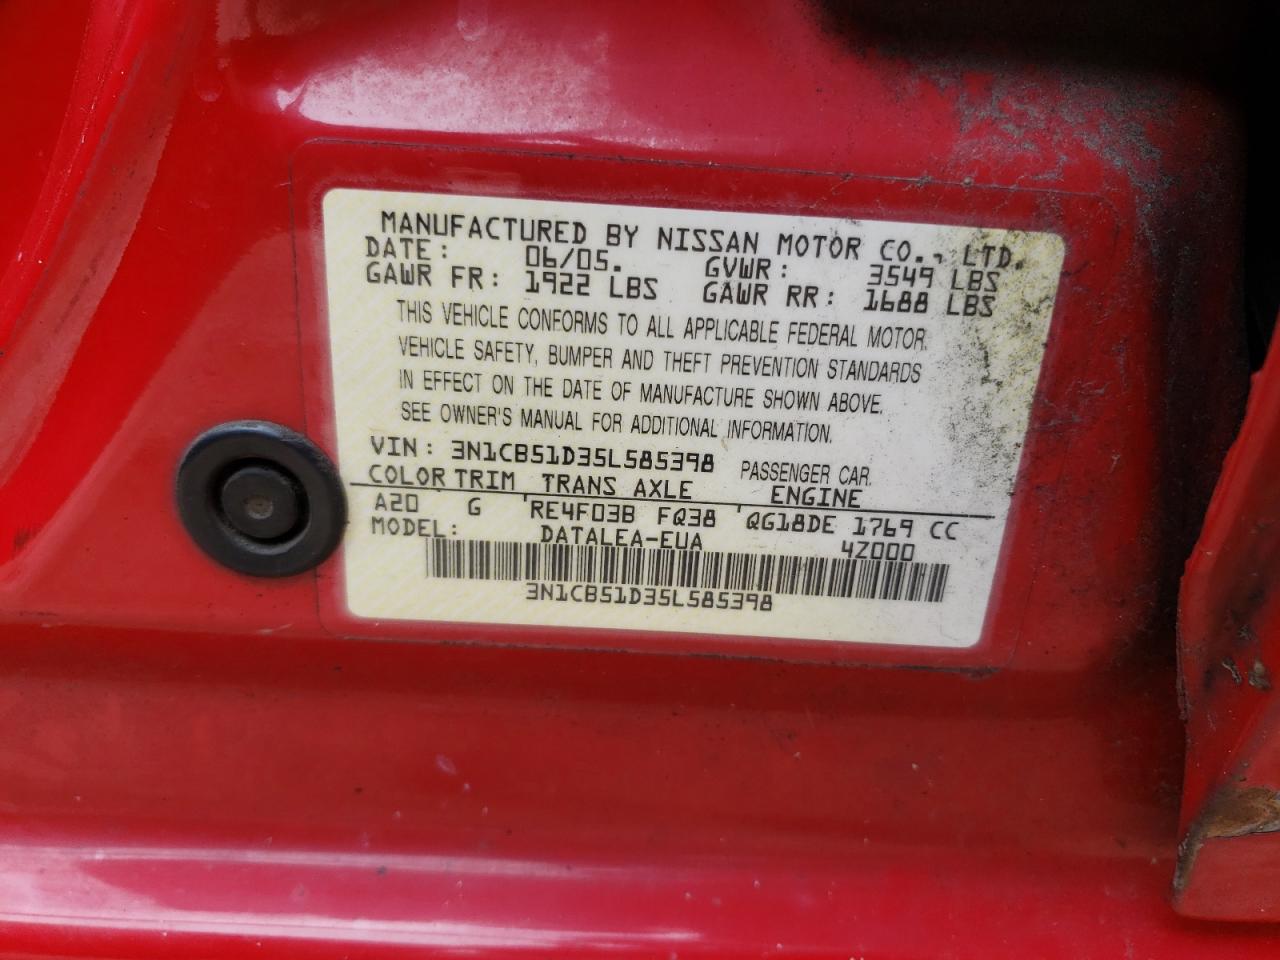 MANUFACTURED BY NISSAN MOTOR CO., LTD.
DATE: 06/05. GVWR: 3549 LBS
GAWR FR: 1922 LBS GAWR RR: 1688 LBS
THIS VEHICLE CONFORMS TO ALL APPLICABLE FEDERAL MOTOR
VEHICLE SAFETY, BUMPER AND THEFT PREVENTION STANDARDS
IN EFFECT ON THE DATE OF MANUFACTURE SHOWN ABOVE.
SEE OWNER'S MANUAL FOR ADDITIONAL INFORMATION.
VIN: 3N1CB51D35L585398 PASSENGER CAR.
COLOR TRIM TRANS AXLE ENGINE
A20 G RE4F03B FQ38 QG18DE 1769 CC
MODEL: DATALEA-EUA 4Z000
3N1CB51D35L585398